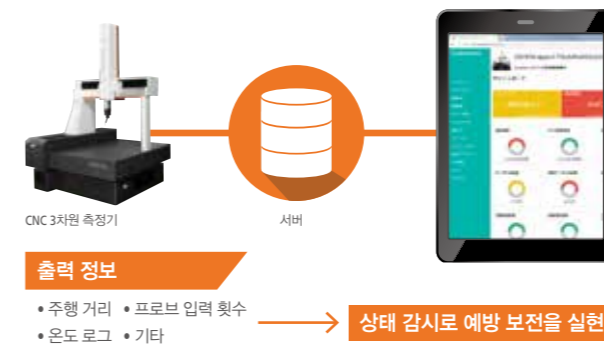 CNC 3차원 측정기
서버
출력 정보
• 주행 거리 • 프로브 입력 횟수
• 온도 로그 • 기타
상태 감시로 예방 보전을 실현